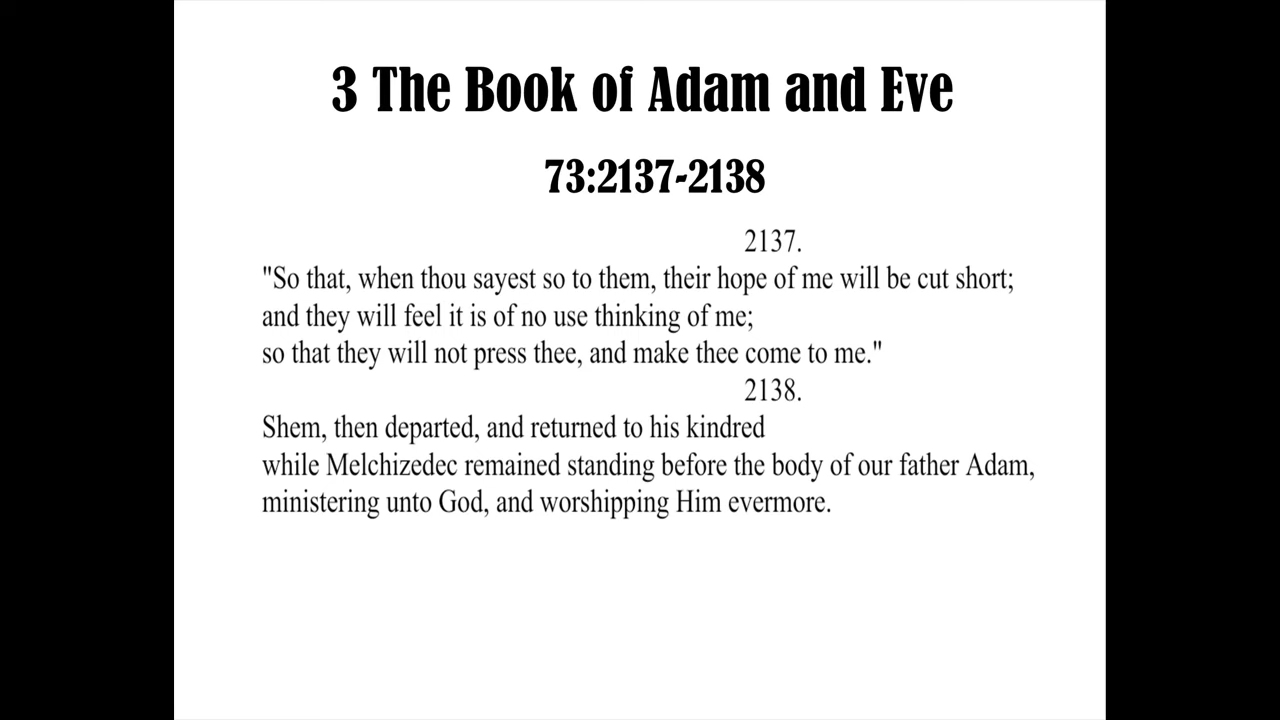 3 The Book of Adam and Eve
73:2137-2138
2137.
"So that, when thou sayest so to them, their hope of me will be cut short;
and they will feel it is of no use thinking of me;
so that they will not press thee, and make thee come to me."
2138.
Shem, then departed, and returned to his kindred
while Melchizedec remained standing before the body of our father Adam,
ministering unto God, and worshipping Him evermore.